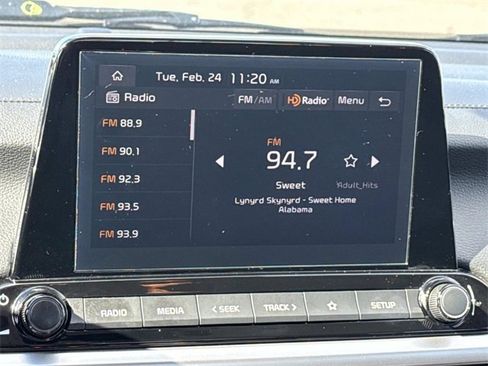 Tue, Feb. 24 11:20 AM
Radio FM/AM HD Radio Menu
FM 88.9
FM 90.1
FM 92.3
FM 93.5
FM 93.9
FM
94.7
Sweet Adult_Hits
Lynyrd Skynyrd - Sweet Home
Alabama
RADIO MEDIA < SEEK TRACK > SETUP